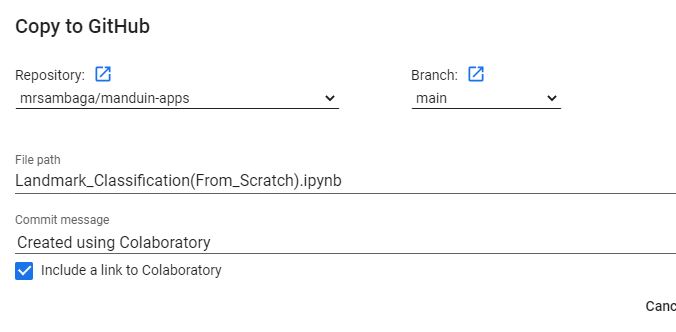 Copy to GitHub
Repository: Branch:
mrsambaga/manduin-apps main
File path
Landmark_Classification(From_Scratch).ipynb
Commit message
Created using Colaboratory
Include a link to Colaboratory
Canc